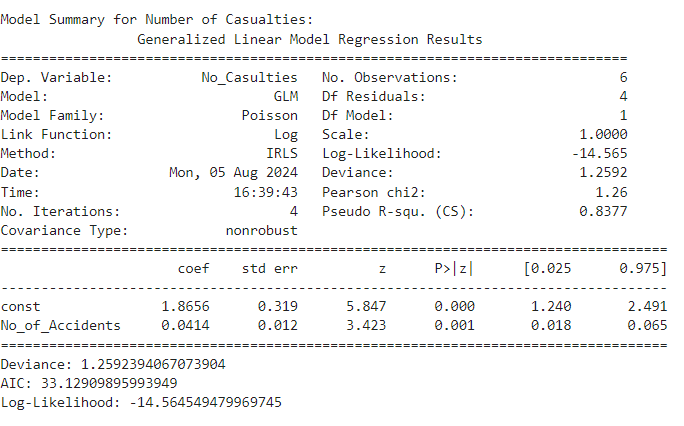 Model Summary for Number of Casualties:
Generalized Linear Model Regression Results
==============================================================================
Dep. Variable: No_Casulties No. Observations: 6
Model: GLM Df Residuals: 4
Model Family: Poisson Df Model: 1
Link Function: Log Scale: 1.0000
Method: IRLS Log-Likelihood: -14.565
Date: Mon, 05 Aug 2024 Deviance: 1.2592
Time: 16:39:43 Pearson chi2: 1.26
No. Iterations: 4 Pseudo R-squ. (CS): 0.8377
Covariance Type: nonrobust
===================================================================================
coef std err z P>|z| [0.025 0.975]
-----------------------------------------------------------------------------------
const 1.8656 0.319 5.847 0.000 1.240 2.491
No_of_Accidents 0.0414 0.012 3.423 0.001 0.018 0.065
===================================================================================
Deviance: 1.2592394067073904
AIC: 33.12909895993949
Log-Likelihood: -14.564549479969745